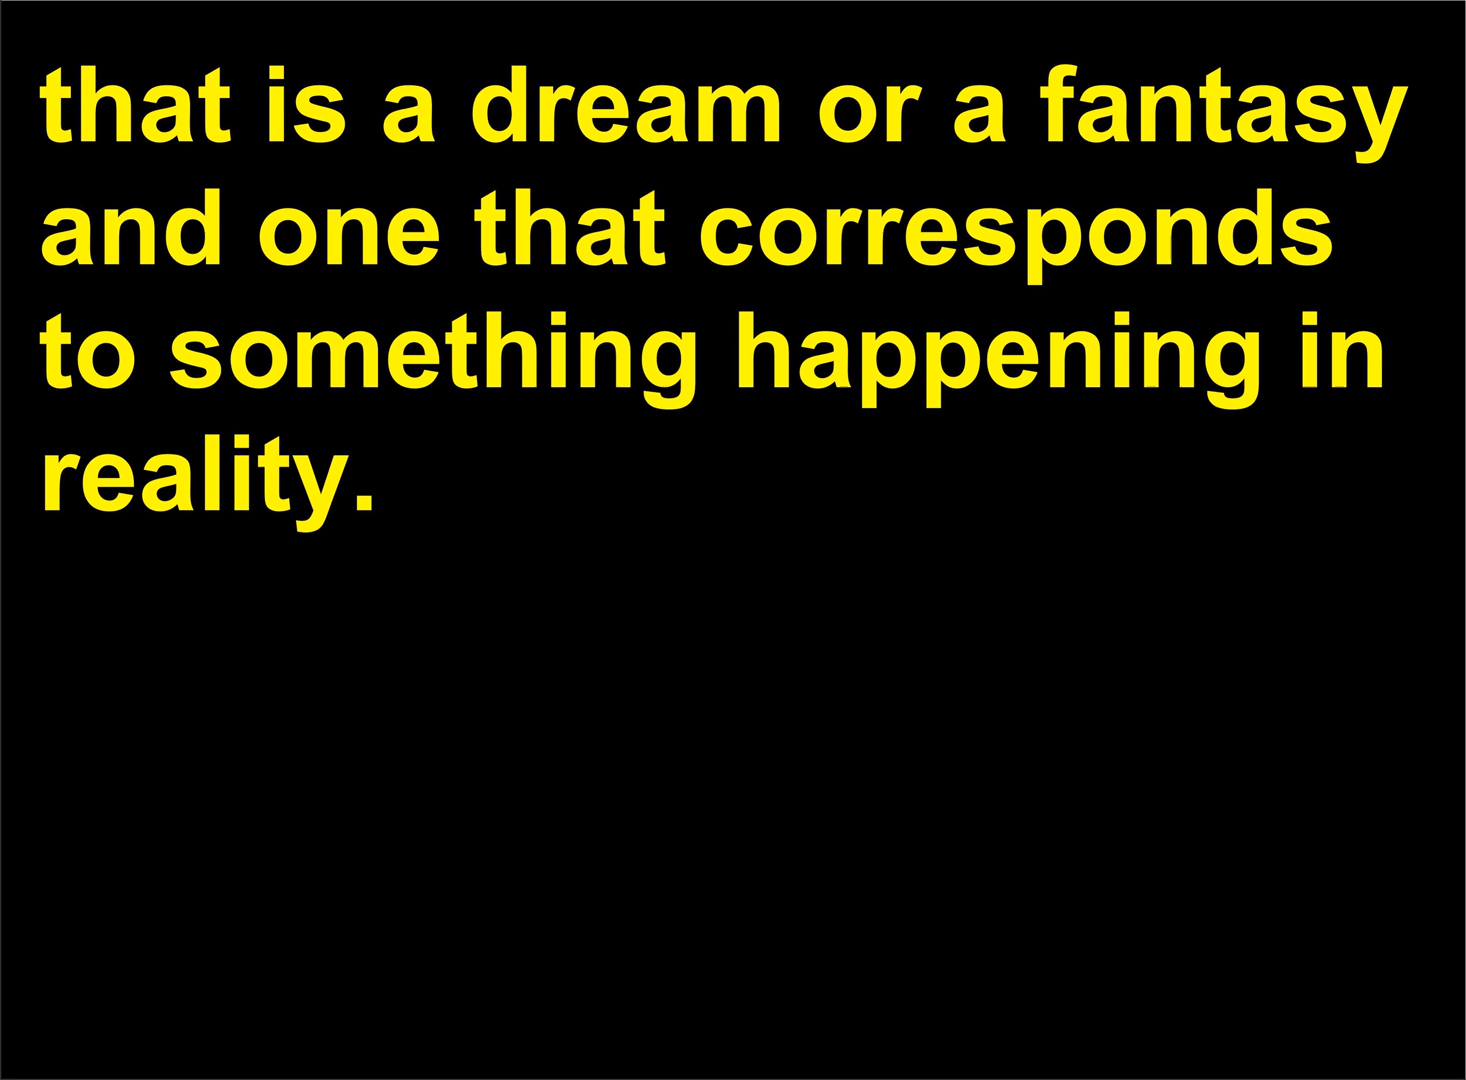 that is a dream or a fantasy
and one that corresponds
to something happening in
reality.